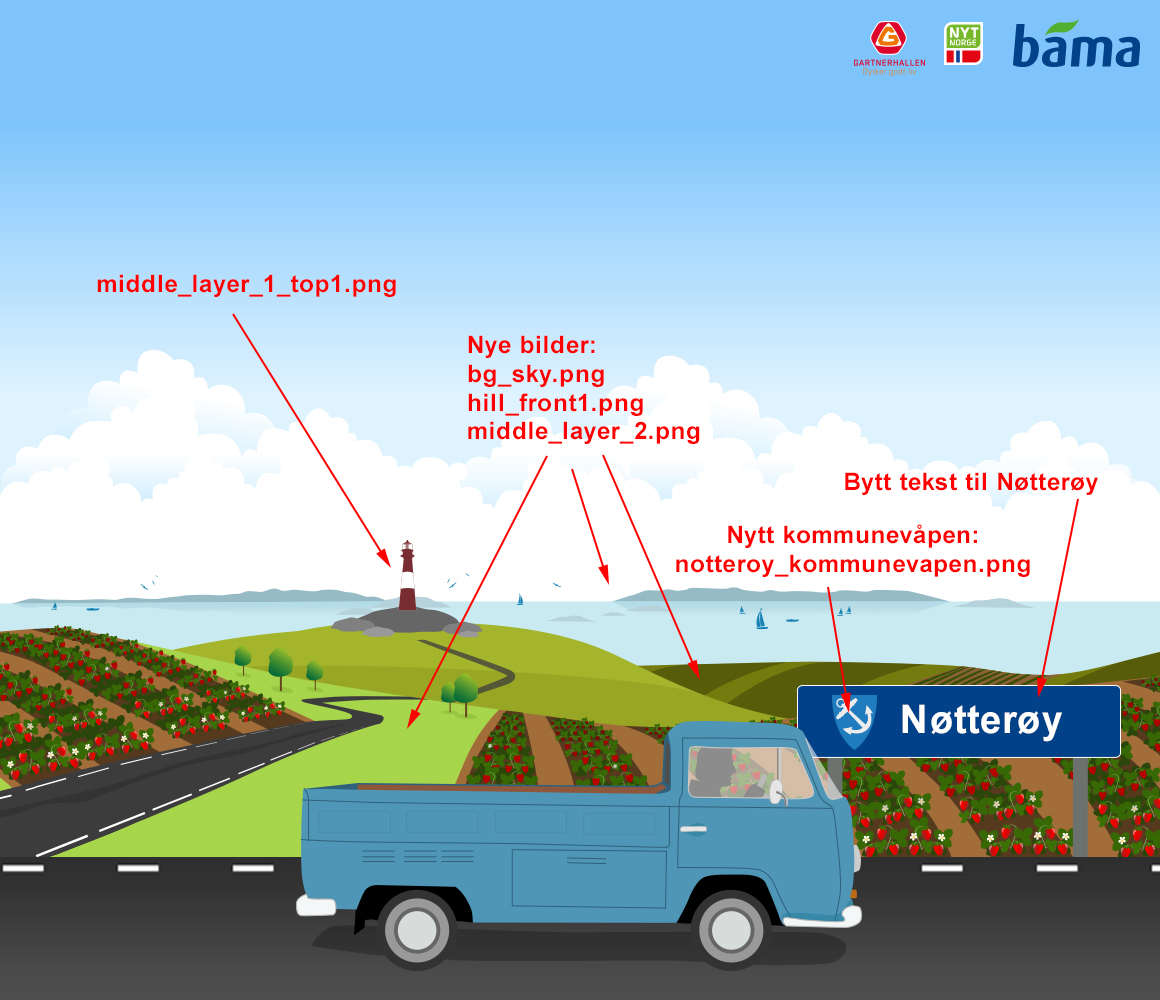 GARTNERHALLEN
Dyrket godt liv
NYT
NORGE
bama
middle_layer_1_top1.png
Nye bilder:
bg_sky.png
hill_front1.png
middle_layer_2.png
Bytt tekst til Nøtterøy
Nytt kommunevåpen:
notteroy_kommunevapen.png
Nøtterøy